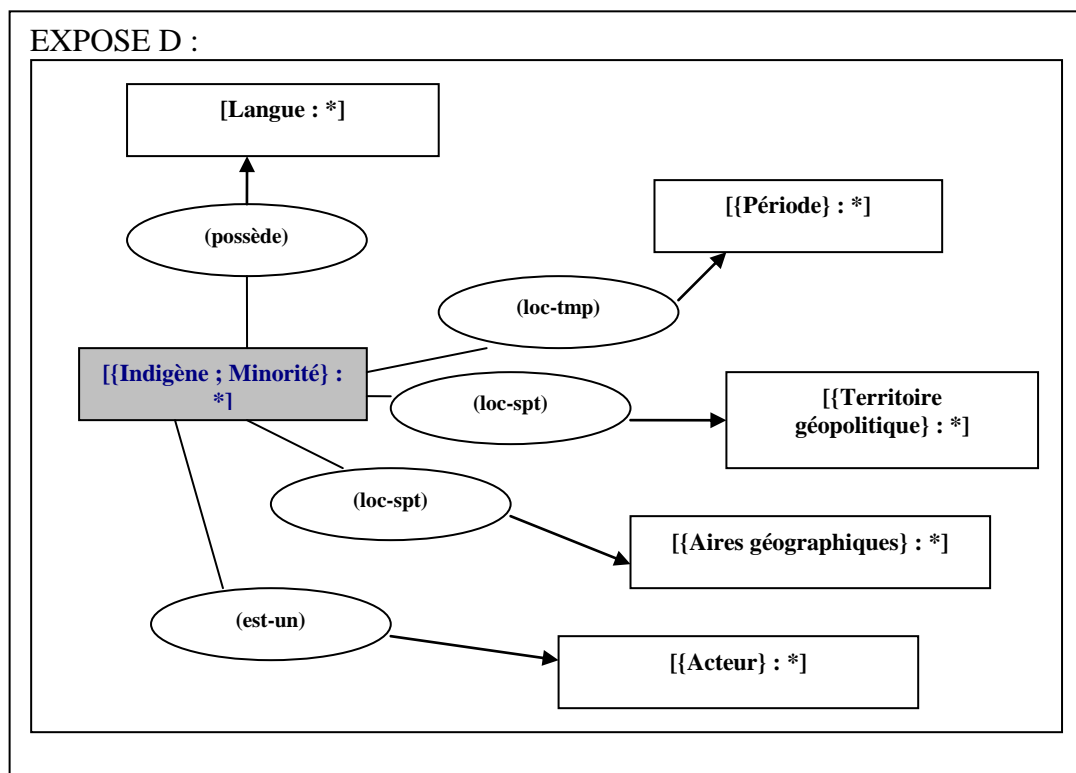 EXPOSE D :
[Langue : *]
[{Période} : *]
(possède)
(loc-tmp)
[{Indigène ; Minorité} :
*]
(loc-spt)
[{Territoire
géopolitique} : *]
(loc-spt)
[{Aires géographiques} : *]
(est-un)
[{Acteur} : *]